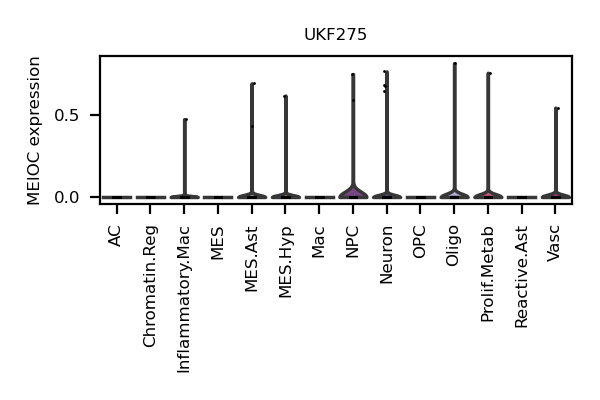 UKF275
MEIOC expression
0.5
0.0
AC
Chromatin.Reg
Inflammatory.Mac
MES
MES.Ast
MES.Hyp
Mac
NPC
Neuron
OPC
Oligo
Prolif.Metab
Reactive.Ast
Vasc